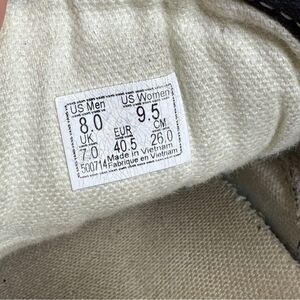 US Men US Women
8.0 9.5
UK EUR CM
7.0 40.5 26.0
500714 Made in Vietnam
Fabrique en Vietnam